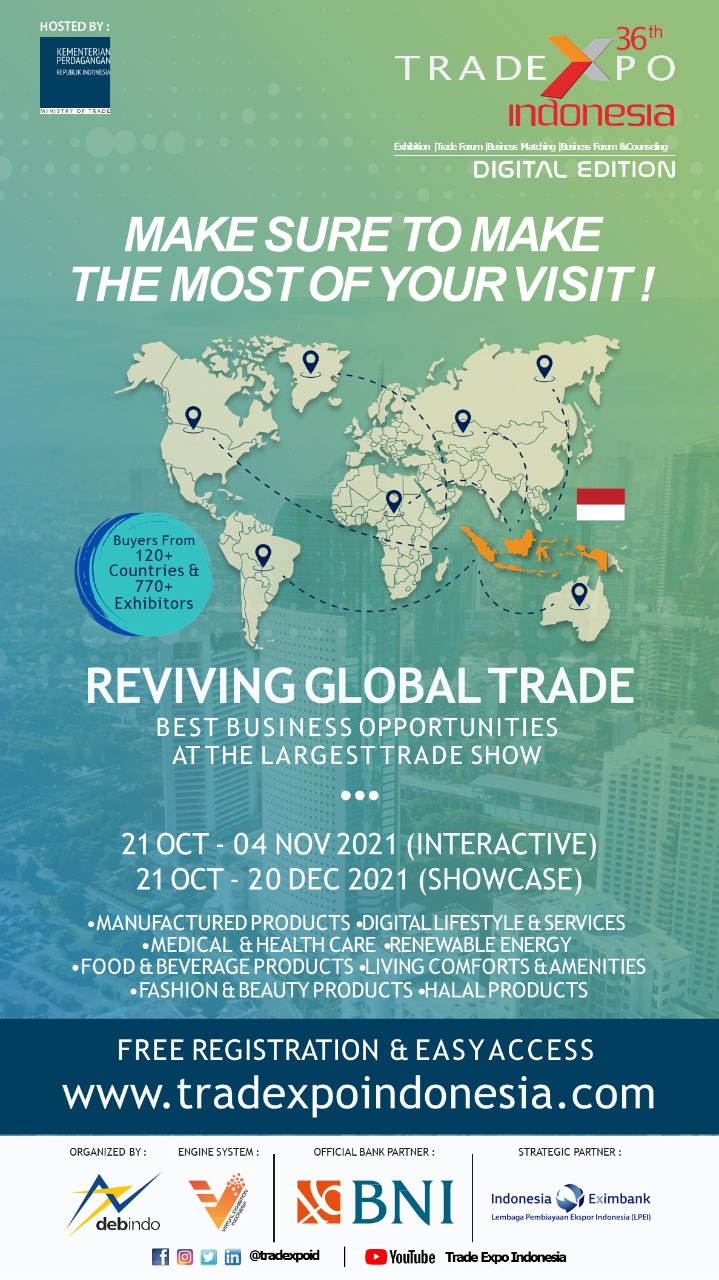 HOSTED BY :
KEMENTERIAN
PERDAGANGAN
REPUBLIK INDONESIA
MINISTRY OF TRADE
36th
TRADEXPO
indonesia
Exhibition |Trade Forum |Business Matching |Business Forum & Counseling
DIGITAL EDITION
MAKE SURE TO MAKE
THE MOST OF YOUR VISIT !
Buyers From
120+
Countries &
770+
Exhibitors
REVIVING GLOBAL TRADE
BEST BUSINESS OPPORTUNITIES
AT THE LARGEST TRADE SHOW
21 OCT - 04 NOV 2021 (INTERACTIVE)
21 OCT - 20 DEC 2021 (SHOWCASE)
•MANUFACTURED PRODUCTS •DIGITAL LIFESTYLE & SERVICES
•MEDICAL & HEALTH CARE •RENEWABLE ENERGY
•FOOD & BEVERAGE PRODUCTS •LIVING COMFORTS & AMENITIES
•FASHION & BEAUTY PRODUCTS •HALAL PRODUCTS
FREE REGISTRATION & EASY ACCESS
www.tradexpoindonesia.com
ORGANIZED BY :
debindo
ENGINE SYSTEM :
VIRTUAL EXHIBITION
INDONESIA
OFFICIAL BANK PARTNER :
BNI
STRATEGIC PARTNER :
Indonesia Eximbank
Lembaga Pembiayaan Ekspor Indonesia (LPEI)
@tradexpoid
YouTube Trade Expo Indonesia